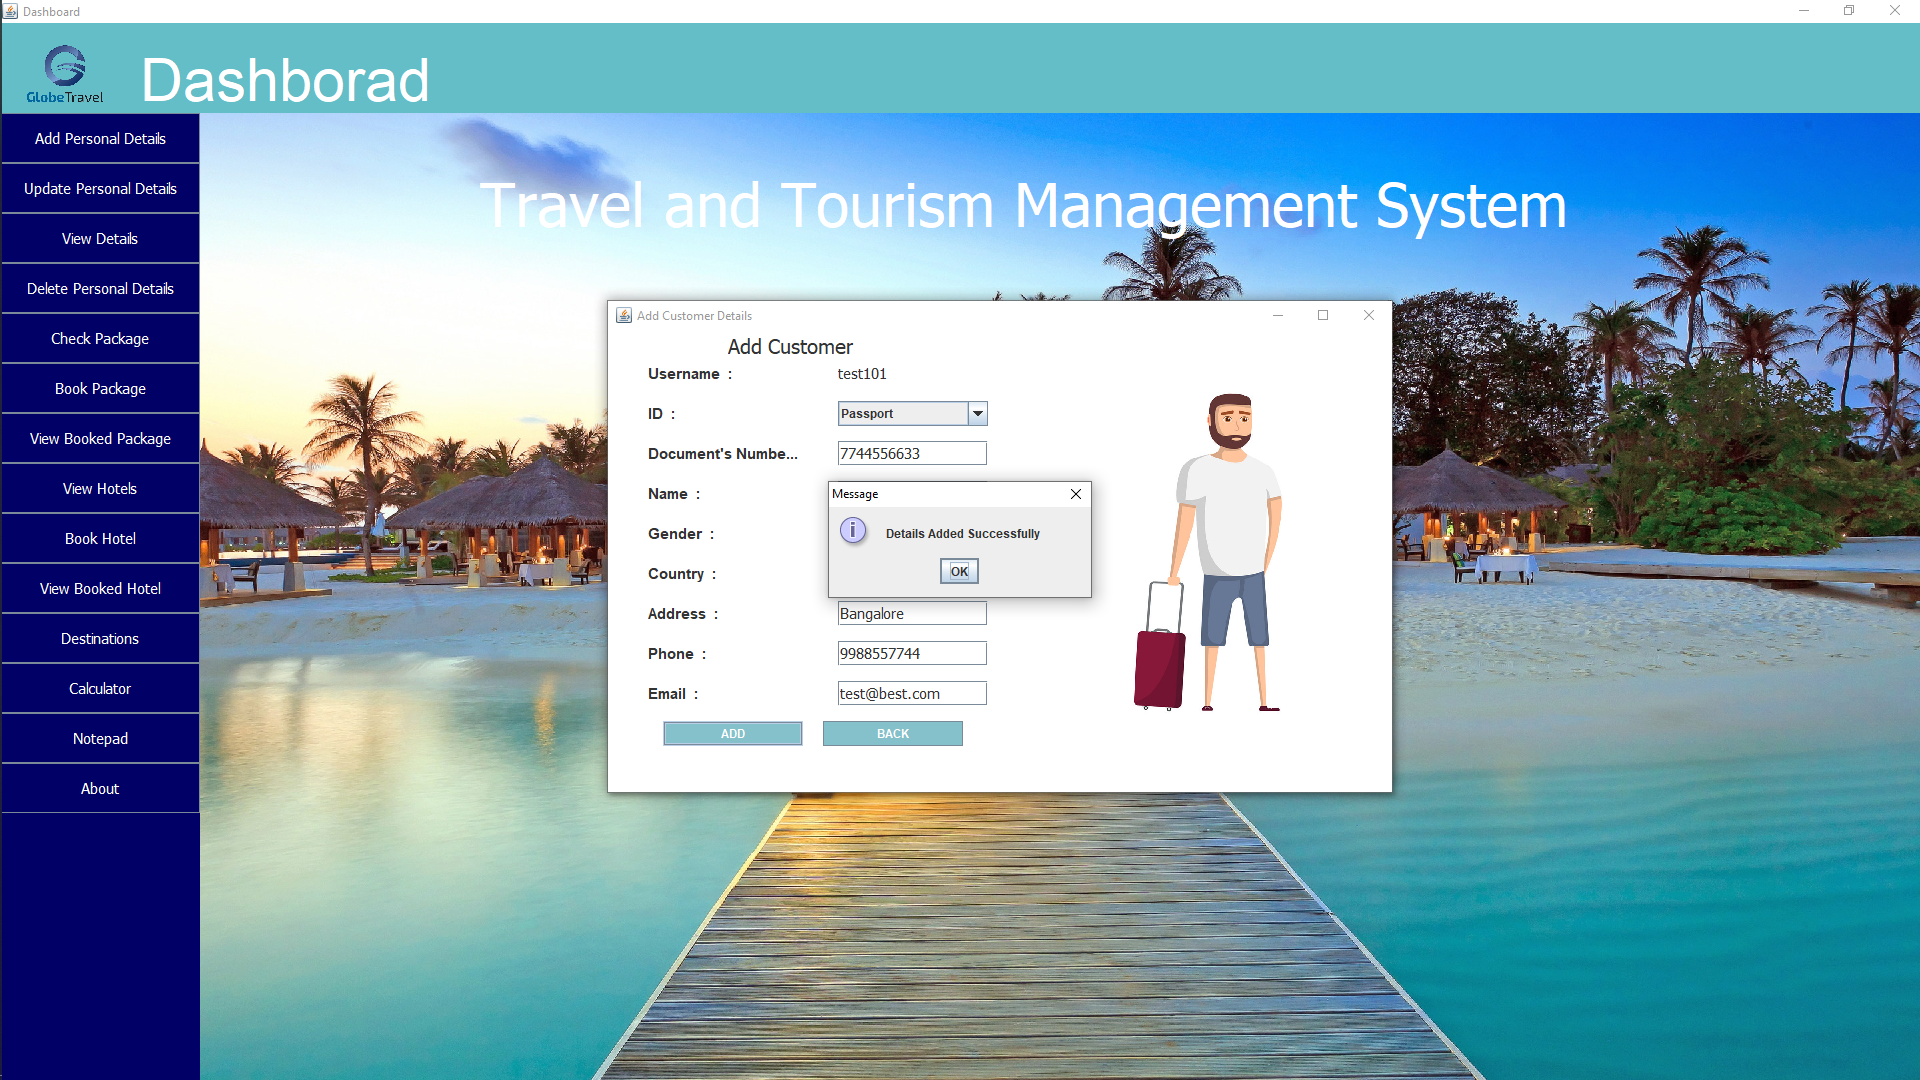 Dashboard
GlobeTravel
Dashborad
Add Personal Details
Update Personal Details
View Details
Delete Personal Details
Check Package
Book Package
View Booked Package
View Hotels
Book Hotel
View Booked Hotel
Destinations
Calculator
Notepad
About
Travel and Tourism Management System
Add Customer Details
Add Customer
Username : test101
ID : Passport
Document's Numbe... 7744556633
Name :
Gender :
Country :
Message
Details Added Successfully
OK
Address : Bangalore
Phone : 9988557744
Email : test@best.com
ADD BACK